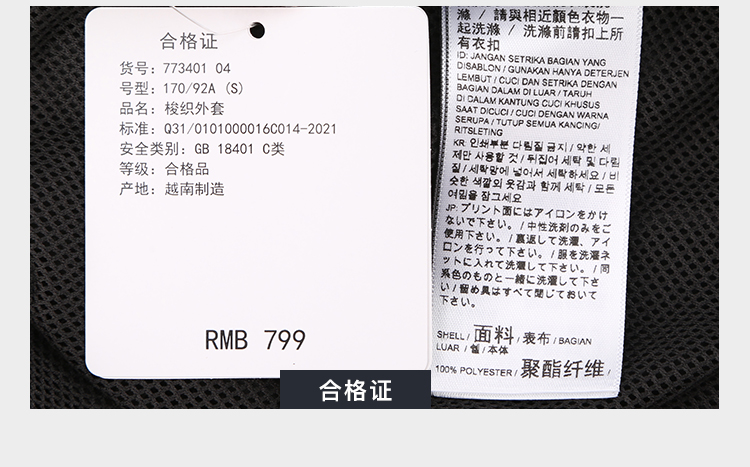 合格证
货号: 773401 04
号型: 170/92A (S)
品名: 梭织外套
标准: Q31/0101000016C014-2021
安全类别: GB 18401 C类
等级: 合格品
产地: 越南制造
RMB 799
滌 / 請與相近顏色衣物一
起洗滌 / 洗滌前請扣上所
有衣扣
ID: JANGAN SETRIKA BAGIAN YANG
DISABLON / GUNAKAN HANYA DETERJEN
LEMBUT / CUCI DAN SETRIKA DENGAN
BAGIAN DALAM DI LUAR / TARUH
DI DALAM KANTUNG CUCI KHUSUS
SAAT DICUCI / CUCI DENGAN WARNA
SERUPA / TUTUP SEMUA KANCING/
RITSLETING
KR: 인쇄부분 다림질 금지 / 약한 세
제만 사용할 것 / 뒤집어 세탁 및 다림
질 / 세탁망에 넣어서 세탁하세요 / 비
슷한 색깔의 옷감과 함께 세탁 / 모든
여밈을 잠그세요
JP: プリント面にはアイロンをかけ
ないで下さい。 / 中性洗剤のみをご
使用下さい。 / 裏返して洗濯、アイ
ロンを行って下さい。 / 服を洗濯ネ
ットに入れて洗濯して下さい。 / 同
系色のものと一緒に洗濯して下さ
い / 留め具はすべて閉じておいて
下さい。
SHELL / 面料 / 表布 / BAGIAN
LUAR / 쉘 / 本体
100% POLYESTER / 聚酯纤维 /
合格证